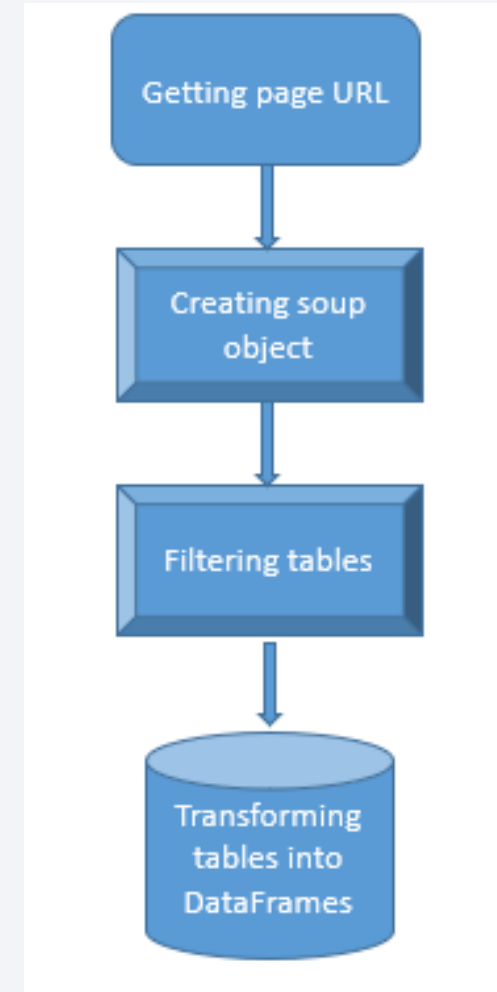 Getting page URL
Creating soup
object
Filtering tables
Transforming
tables into
DataFrames